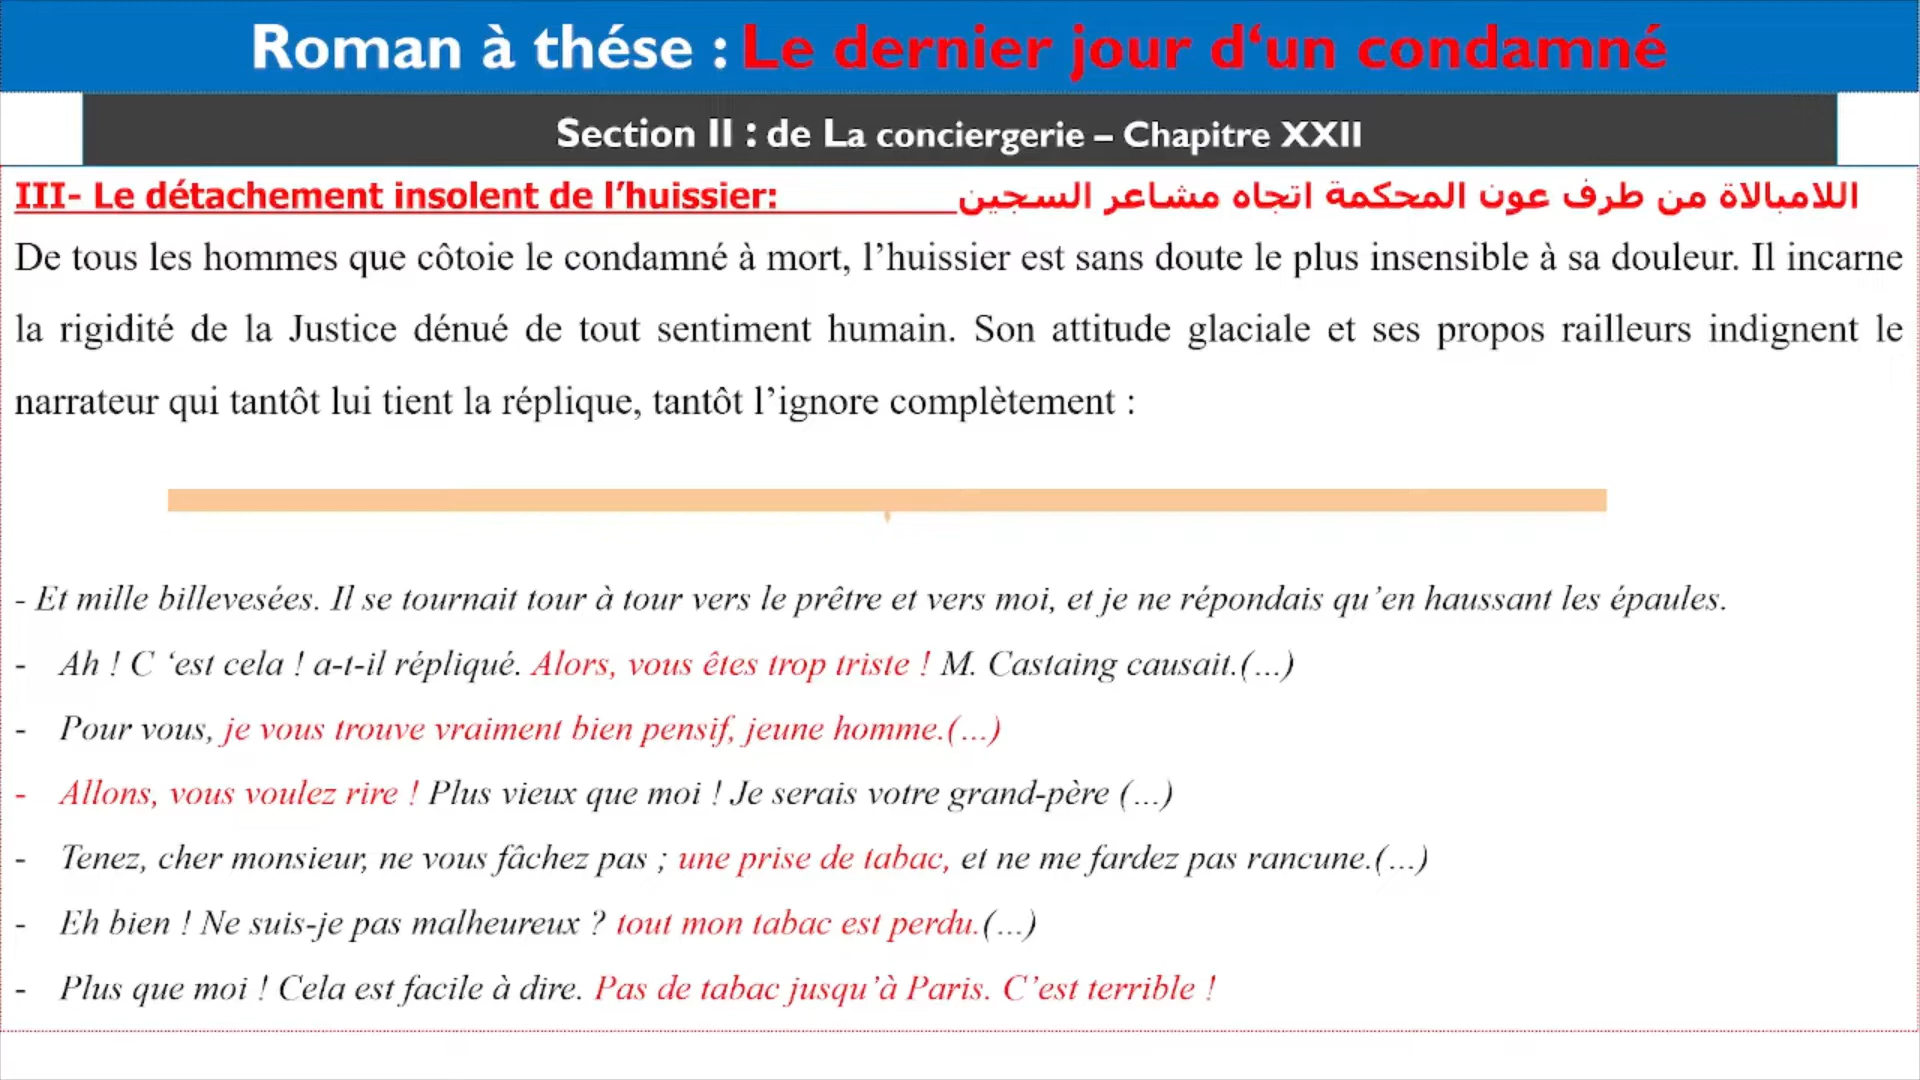 Roman à thése : Le dernier jour d‘un condamné
Section II : de La conciergerie – Chapitre XXII
III- Le détachement insolent de l’huissier: اللامبالاة من طرف عون المحكمة اتجاه مشاعر السجين
De tous les hommes que côtoie le condamné à mort, l’huissier est sans doute le plus insensible à sa douleur. Il incarne
la rigidité de la Justice dénué de tout sentiment humain. Son attitude glaciale et ses propos railleurs indignent le
narrateur qui tantôt lui tient la réplique, tantôt l’ignore complètement :
- Et mille billevesées. Il se tournait tour à tour vers le prêtre et vers moi, et je ne répondais qu’en haussant les épaules.
- Ah ! C ‘est cela ! a-t-il répliqué. Alors, vous êtes trop triste ! M. Castaing causait.(…)
- Pour vous, je vous trouve vraiment bien pensif, jeune homme.(…)
- Allons, vous voulez rire ! Plus vieux que moi ! Je serais votre grand-père (…)
- Tenez, cher monsieur, ne vous fâchez pas ; une prise de tabac, et ne me fardez pas rancune.(…)
- Eh bien ! Ne suis-je pas malheureux ? tout mon tabac est perdu.(…)
- Plus que moi ! Cela est facile à dire. Pas de tabac jusqu’à Paris. C’est terrible !